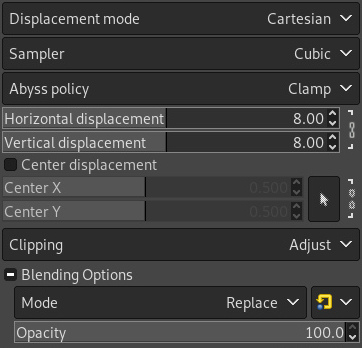 Displacement mode Cartesian
Sampler Cubic
Abyss policy Clamp
Horizontal displacement 8.00
Vertical displacement 8.00
Center displacement
Center X 0.500
Center Y 0.500
Clipping Adjust
Blending Options
Mode Replace
Opacity 100.0